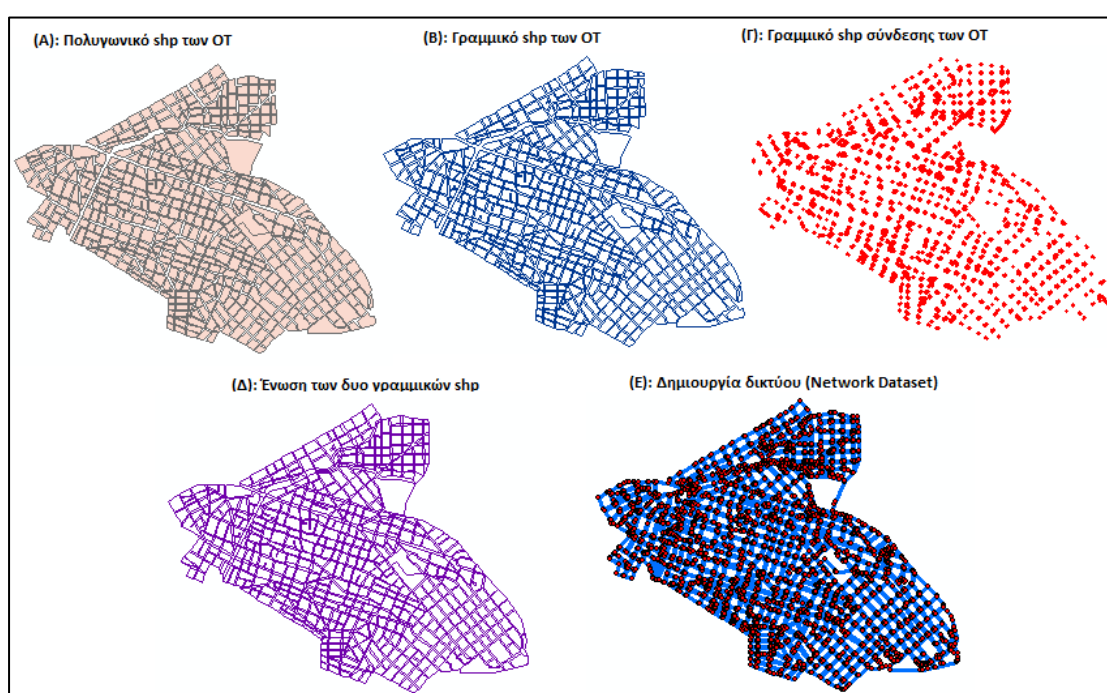 (Α): Πολυγωνικό shp των ΟΤ
(Β): Γραμμικό shp των ΟΤ
(Γ): Γραμμικό shp σύνδεσης των ΟΤ
(Δ): Ένωση των δυο γραμμικών shp
(Ε): Δημιουργία δικτύου (Network Dataset)